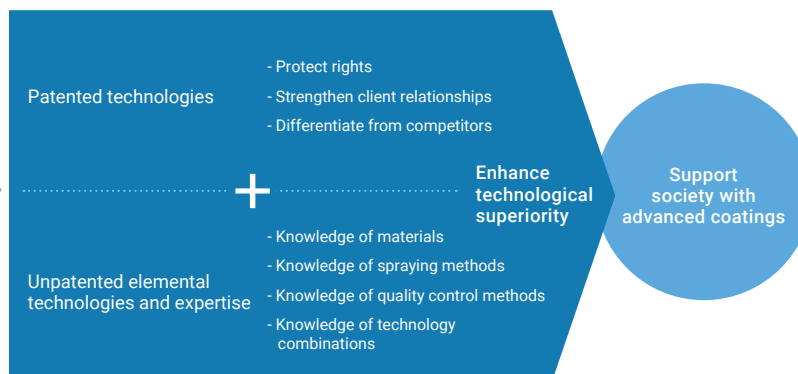 Patented technologies
- Protect rights
- Strengthen client relationships
- Differentiate from competitors
+
Enhance
technological
superiority
Support
society with
advanced coatings
Unpatented elemental
technologies and expertise
- Knowledge of materials
- Knowledge of spraying methods
- Knowledge of quality control methods
- Knowledge of technology
combinations